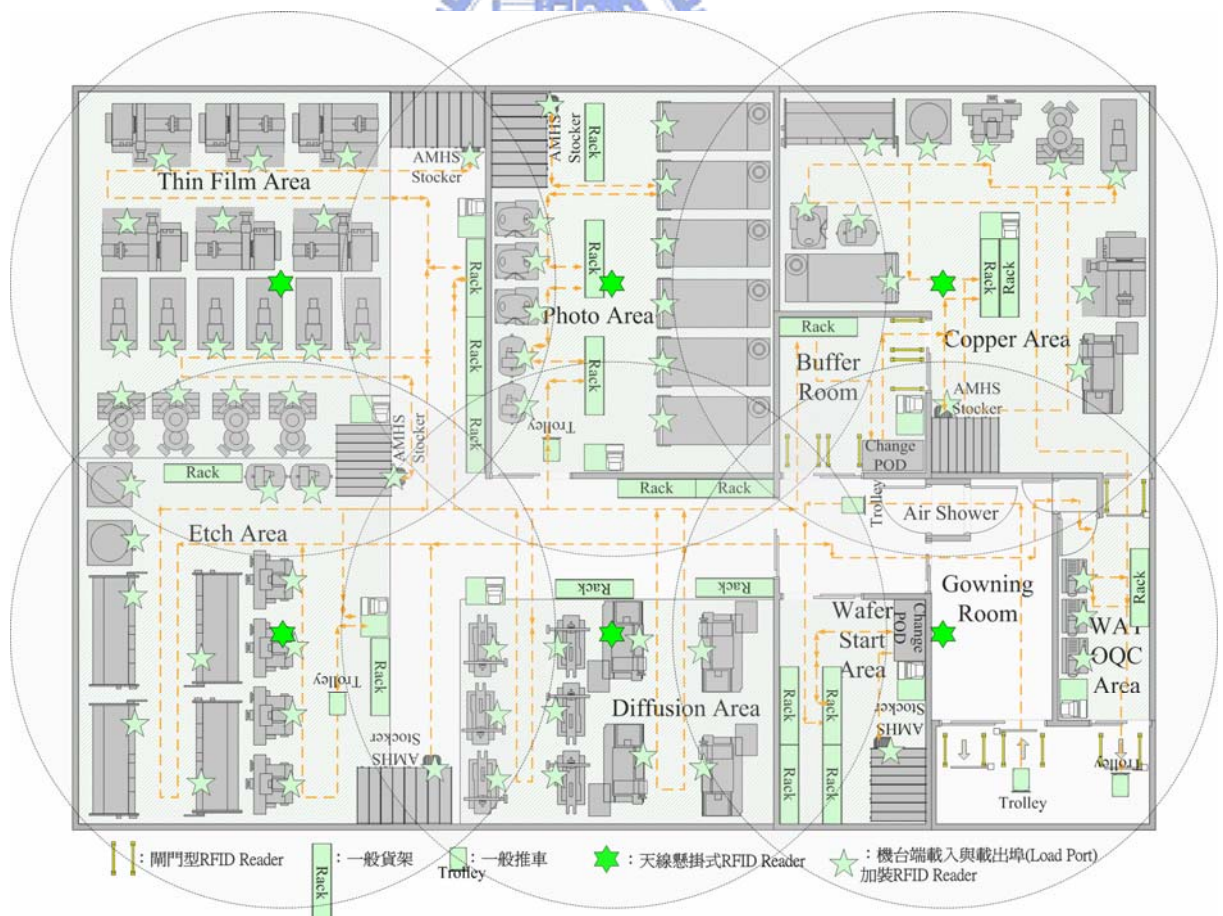 AMHS
Stocker
Thin Film Area
AMHS
Stocker
Rack
Rack
Rack
Photo Area
Rack
Rack
Rack
Rack
Trolley
Rack
Rack
Rack
Rack
Copper Area
Rack
Buffer
Room
AMHS
Stocker
Change
POD
AMHS
Stocker
Rack
Etch Area
Trolley
Air Shower
Gowning
Room
Rack
WAT
OQC
Area
Rack
Rack
Wafer
Start
Area
Change
POD
Trolley
Rack
AMHS
Stocker
Diffusion Area
Rack
Rack
Rack
Rack
AMHS
Stocker
Trolley
Trolley
：閘門型RFID Reader
Rack
：一般貨架
Trolley
：一般推車
：天線懸掛式RFID Reader
：機台端載入與載出埠(Load Port)
加裝RFID Reader